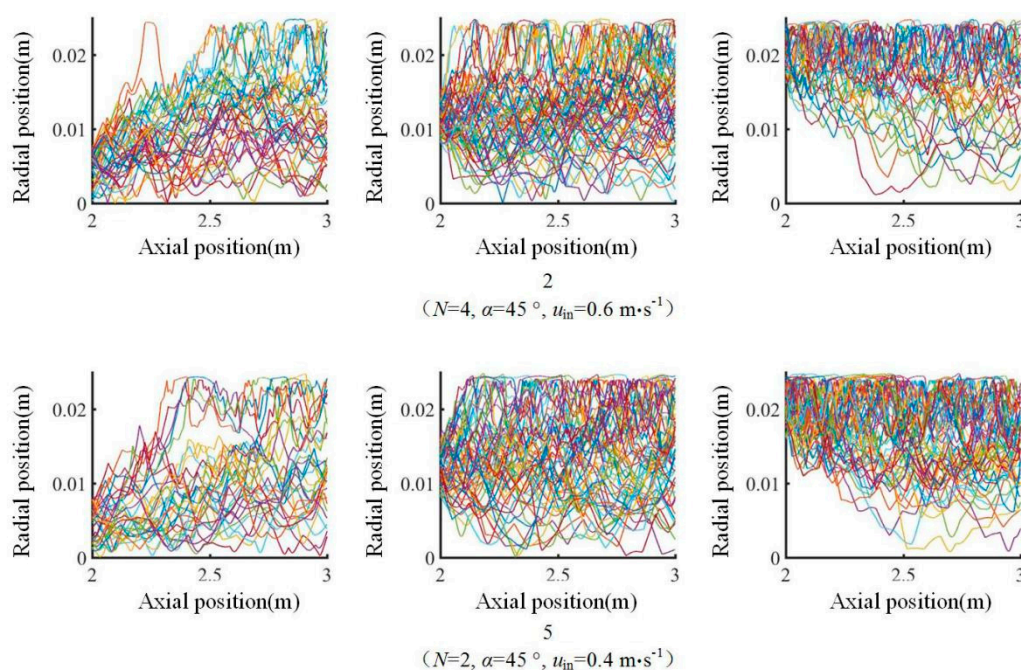 Radial position(m)
0.02
0.01
0
2
2.5
3
Axial position(m)
Radial position(m)
0.02
0.01
0
2
2.5
3
Axial position(m)
Radial position(m)
0.02
0.01
0
2
2.5
3
Axial position(m)
2
（N=4, α=45 °, u_in=0.6 m·s⁻¹）
Radial position(m)
0.02
0.01
0
2
2.5
3
Axial position(m)
Radial position(m)
0.02
0.01
0
2
2.5
3
Axial position(m)
Radial position(m)
0.02
0.01
0
2
2.5
3
Axial position(m)
5
（N=2, α=45 °, u_in=0.4 m·s⁻¹）